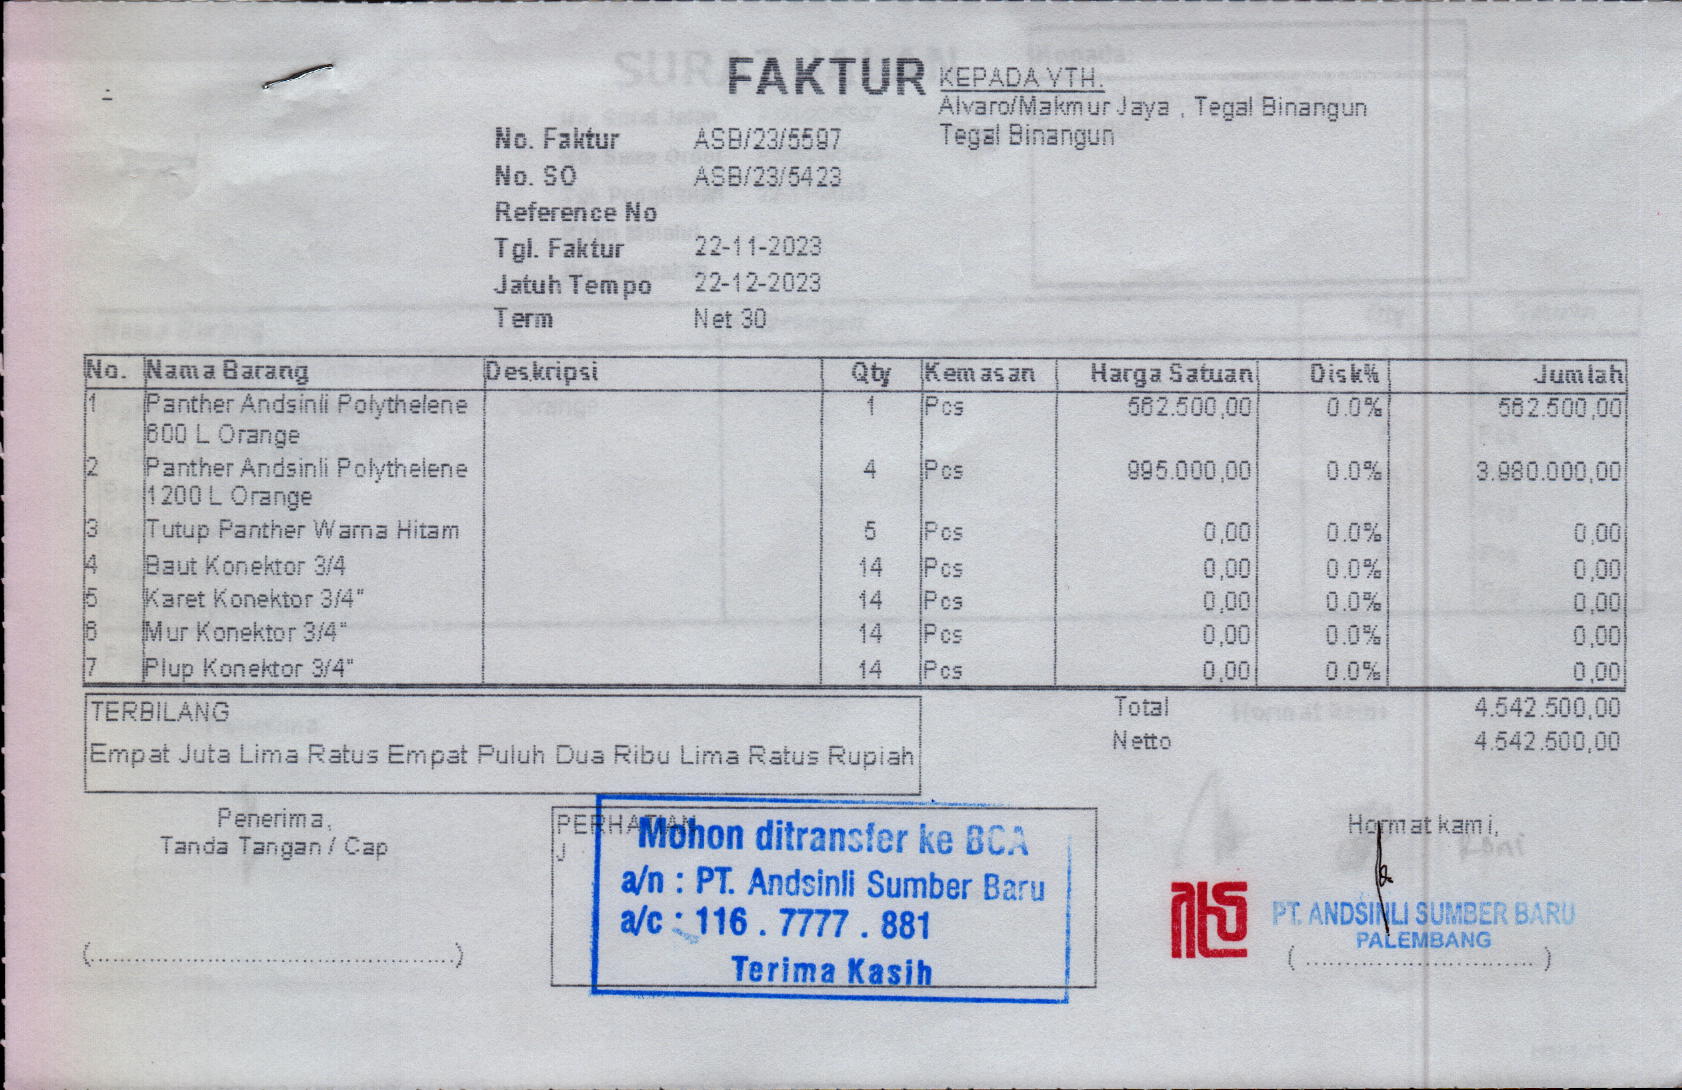 FAKTUR
KEPADA YTH.
Alvaro/Makmur Jaya , Tegal Binangun
Tegal Binangun
No. Faktur ASB/23/5597
No. SO ASB/23/5423
Reference No
Tgl. Faktur 22-11-2023
Jatuh Tempo 22-12-2023
Term Net 30
No. Nama Barang Deskripsi Qty Kemasan Harga Satuan Disk% Jumlah
1 Panther Andsinli Polythelene 1 Pcs 562.500,00 0.0% 562.500,00
600 L Orange
2 Panther Andsinli Polythelene 4 Pcs 995.000,00 0.0% 3.980.000,00
1200 L Orange
3 Tutup Panther Warna Hitam 5 Pcs 0,00 0.0% 0,00
4 Baut Konektor 3/4 14 Pcs 0,00 0.0% 0,00
5 Karet Konektor 3/4" 14 Pcs 0,00 0.0% 0,00
6 Mur Konektor 3/4" 14 Pcs 0,00 0.0% 0,00
7 Plup Konektor 3/4" 14 Pcs 0,00 0.0% 0,00
TERBILANG
Empat Juta Lima Ratus Empat Puluh Dua Ribu Lima Ratus Rupiah
Total 4.542.500,00
Netto 4.542.500,00
Penerima,
Tanda Tangan / Cap
(..............................................)
PERHATIAN
J
Mohon ditransfer ke BCA
a/n : PT. Andsinli Sumber Baru
a/c : 116 . 7777 . 881
Terima Kasih
Hormat kami,
PT. ANDSINLI SUMBER BARU
PALEMBANG
( ............................. )